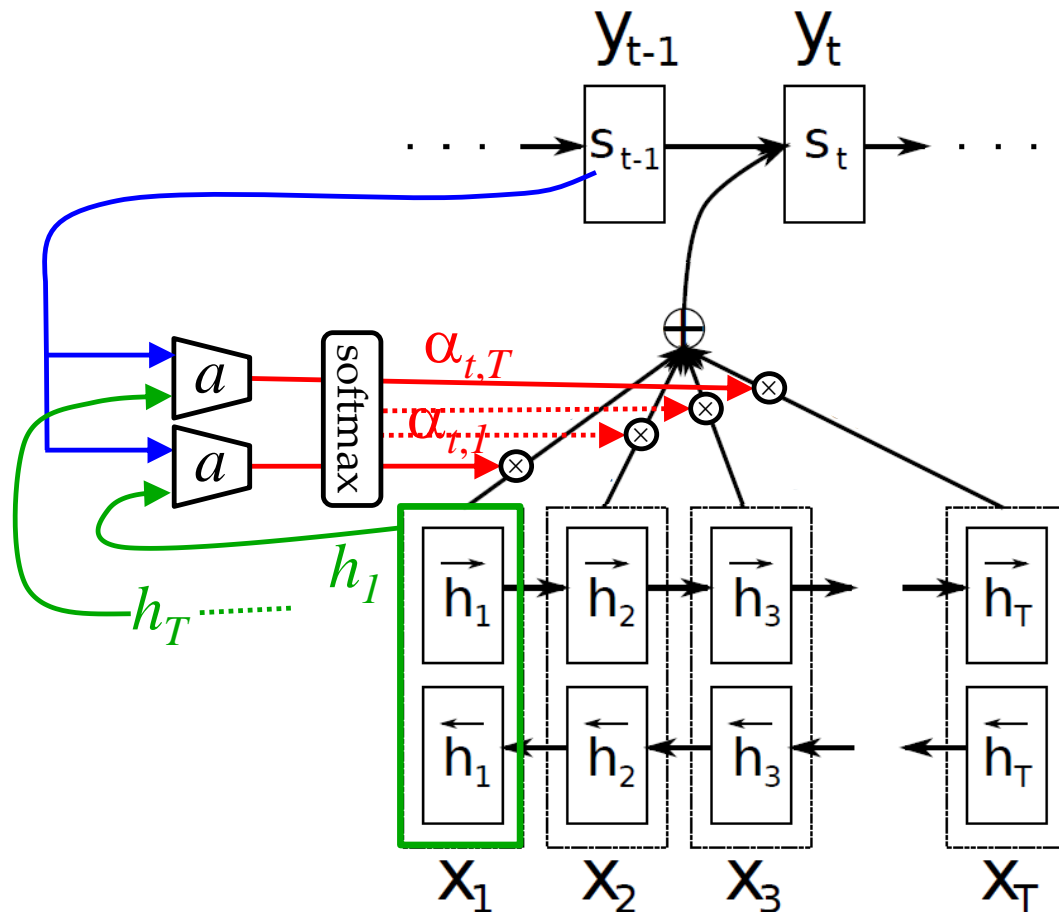 y_{t-1} y_t
. . . s_{t-1} s_t . . .
α_{t,T}
a
softmax
α_{t,1}
a
h_1
h_T
→h_1 →h_2 →h_3 →h_T
←h_1 ←h_2 ←h_3 ←h_T
x_1 x_2 x_3 x_T